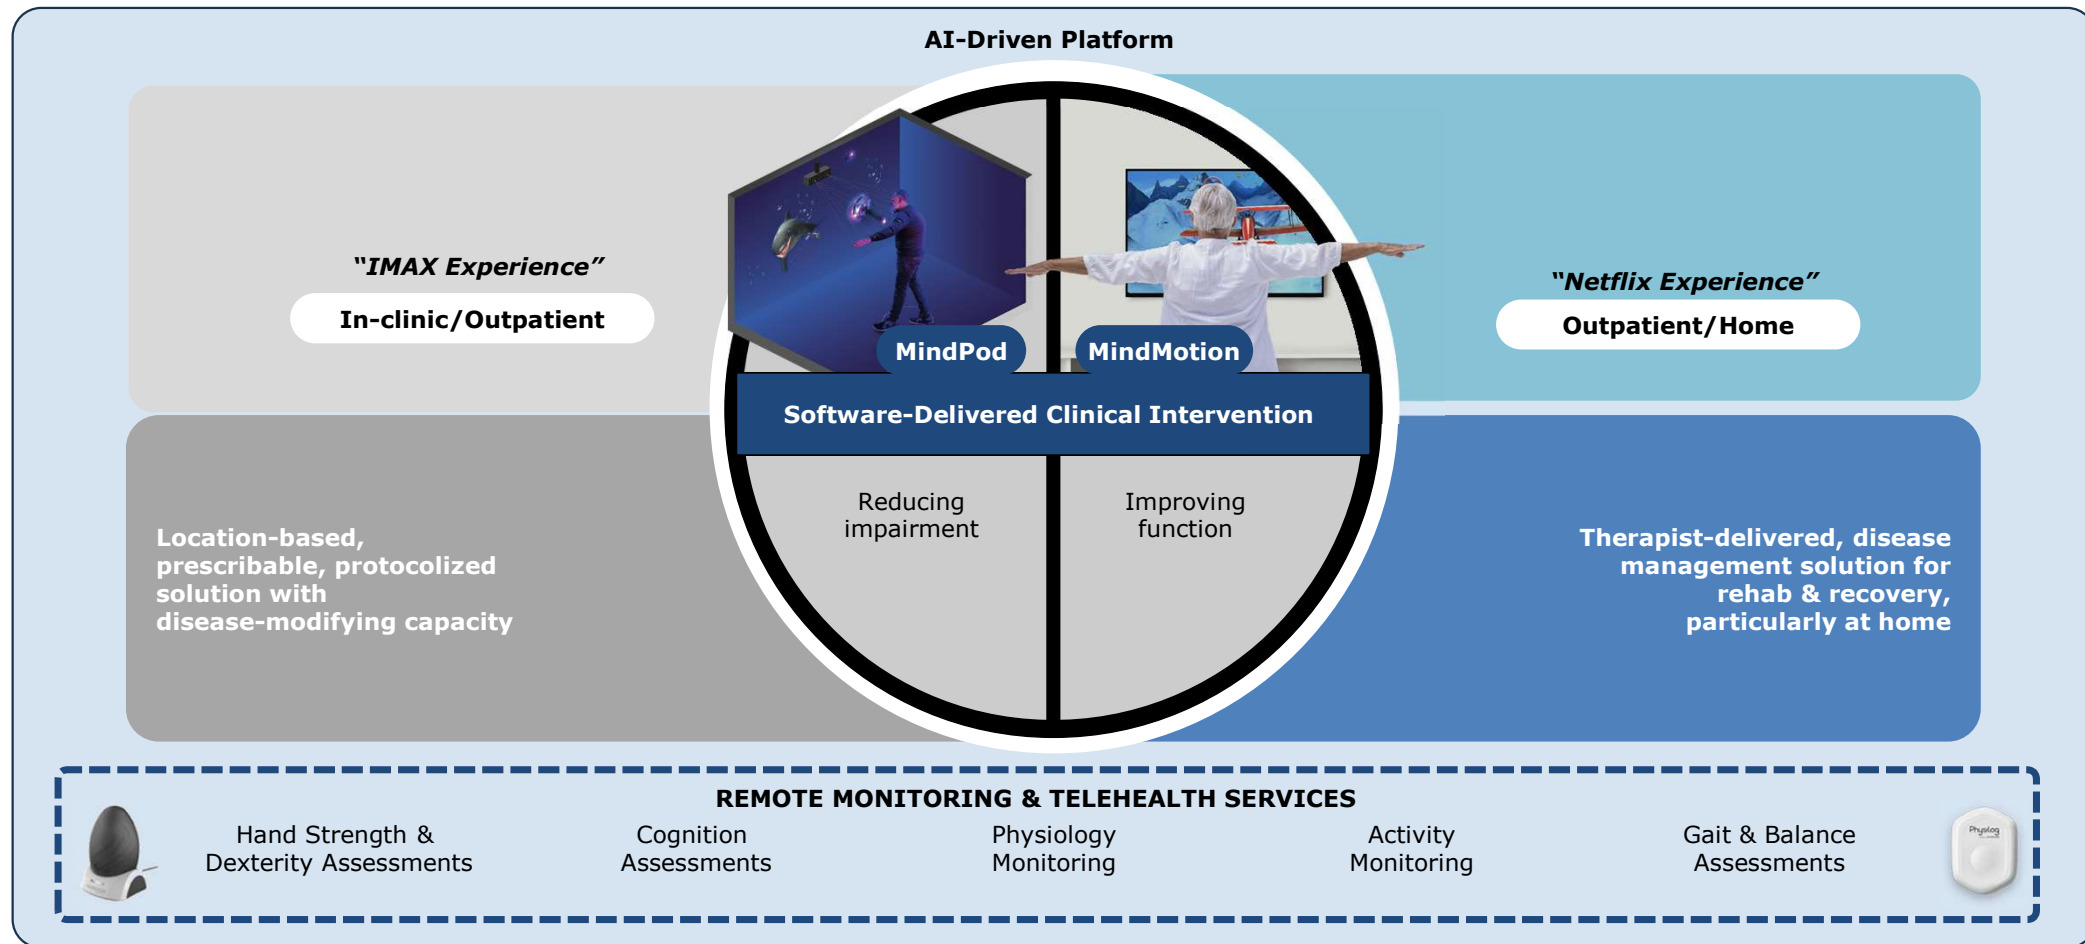 AI-Driven Platform
“IMAX Experience”
In-clinic/Outpatient
“Netflix Experience”
Outpatient/Home
MindPod
MindMotion
Software-Delivered Clinical Intervention
Reducing
impairment
Improving
function
Location-based,
prescribable, protocolized
solution with
disease-modifying capacity
Therapist-delivered, disease
management solution for
rehab & recovery,
particularly at home
REMOTE MONITORING & TELEHEALTH SERVICES
Hand Strength &
Dexterity Assessments
Cognition
Assessments
Physiology
Monitoring
Activity
Monitoring
Gait & Balance
Assessments
Physilog